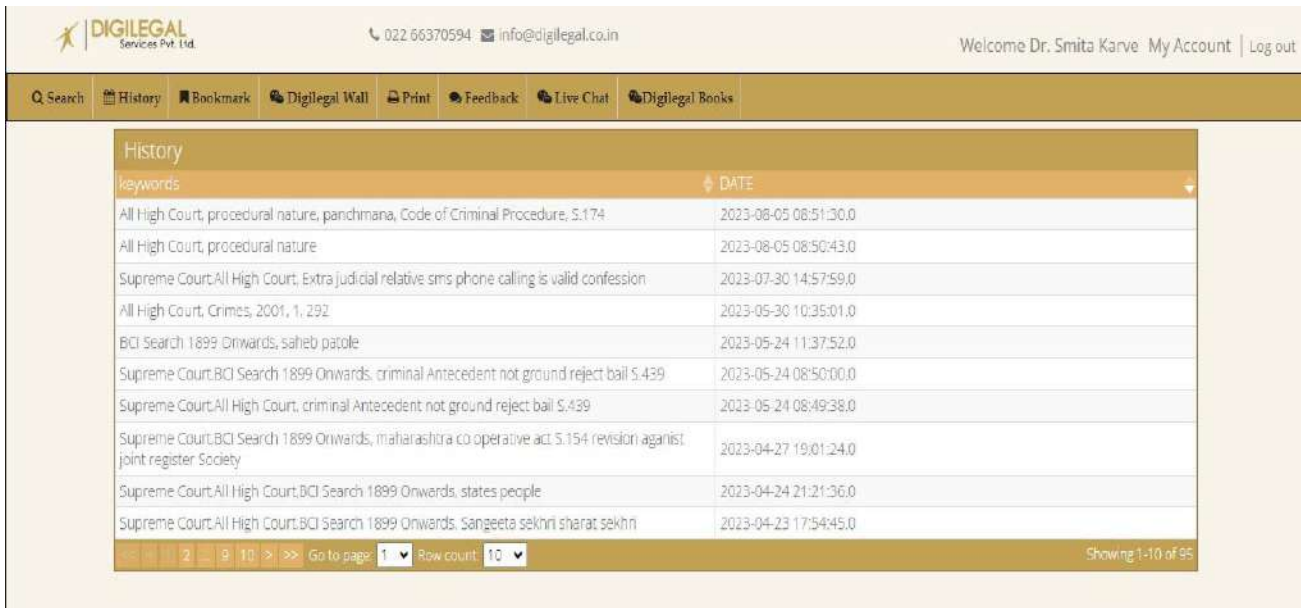 DIGILEGAL
Services Pvt. Ltd.
022 66370594 info@digilegal.co.in
Welcome Dr. Smita Karve My Account | Log out
Search History Bookmark Digilegal Wall Print Feedback Live Chat Digilegal Books
History
keywords DATE
All High Court, procedural nature, panchmana, Code of Criminal Procedure, S.174 2023-08-05 08:51:30.0
All High Court, procedural nature 2023-08-05 08:50:43.0
Supreme Court,All High Court, Extra judicial relative sms phone calling is valid confession 2023-07-30 14:57:59.0
All High Court, Crimes, 2001, 1, 292 2023-05-30 10:35:01.0
BCI Search 1899 Onwards, saheb patole 2023-05-24 11:37:52.0
Supreme Court,BCI Search 1899 Onwards, criminal Antecedent not ground reject bail S.439 2023-05-24 08:50:00.0
Supreme Court,All High Court, criminal Antecedent not ground reject bail S.439 2023-05-24 08:49:38.0
Supreme Court,BCI Search 1899 Onwards, maharashtra co operative act S.154 revision aganist
joint register Society 2023-04-27 19:01:24.0
Supreme Court,All High Court,BCI Search 1899 Onwards, states people 2023-04-24 21:21:36.0
Supreme Court,All High Court,BCI Search 1899 Onwards, Sangeeta sekhri sharat sekhri 2023-04-23 17:54:45.0
<< < 1 2 ... 9 10 > >> Go to page: 1 Row count: 10 Showing 1-10 of 95